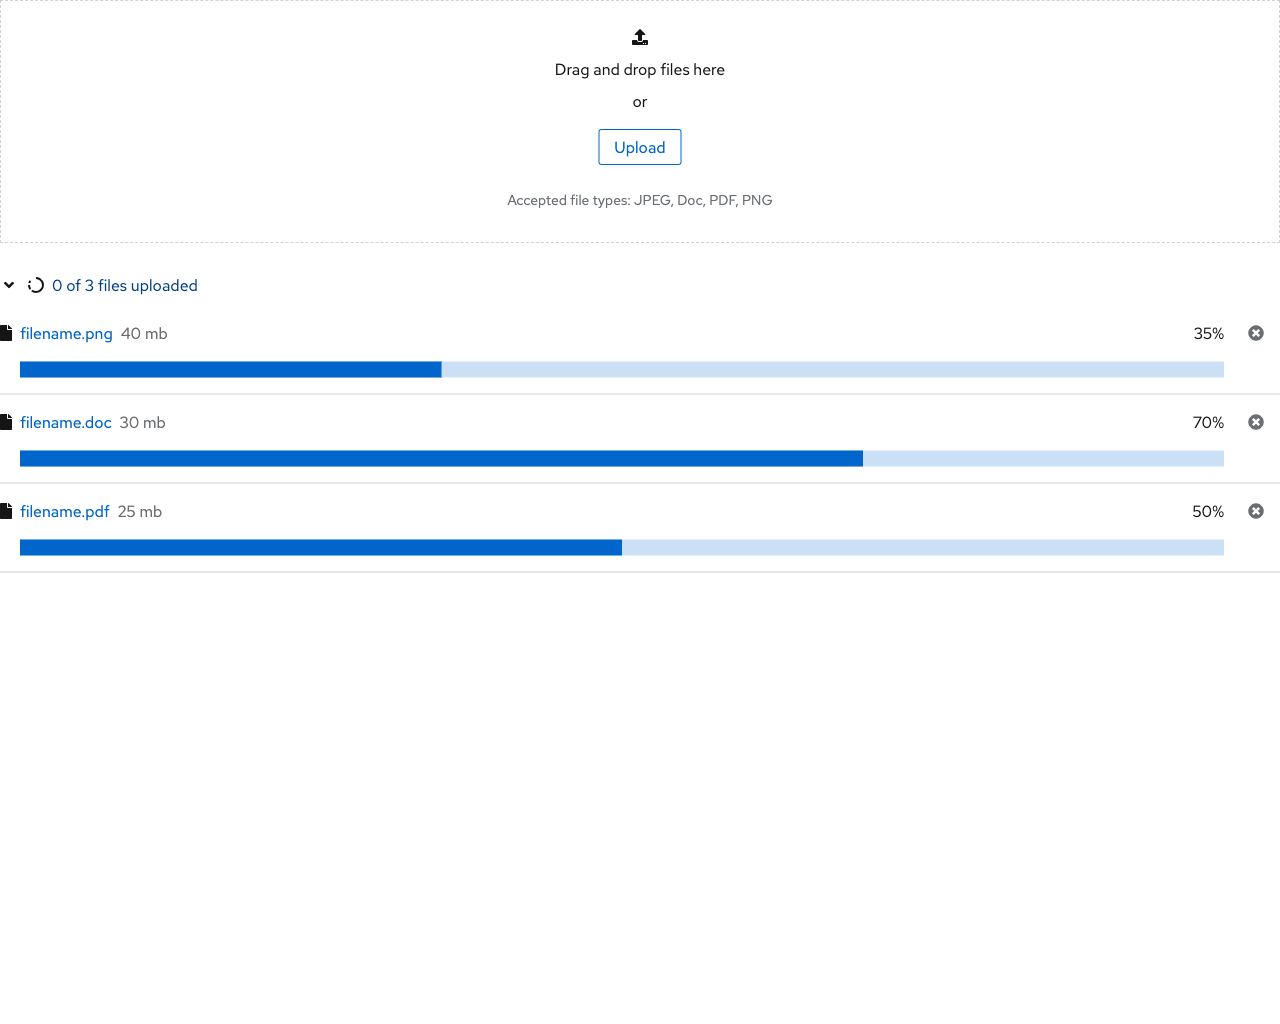 Drag and drop files here
or
Upload
Accepted file types: JPEG, Doc, PDF, PNG
0 of 3 files uploaded
filename.png 40 mb 35%
filename.doc 30 mb 70%
filename.pdf 25 mb 50%